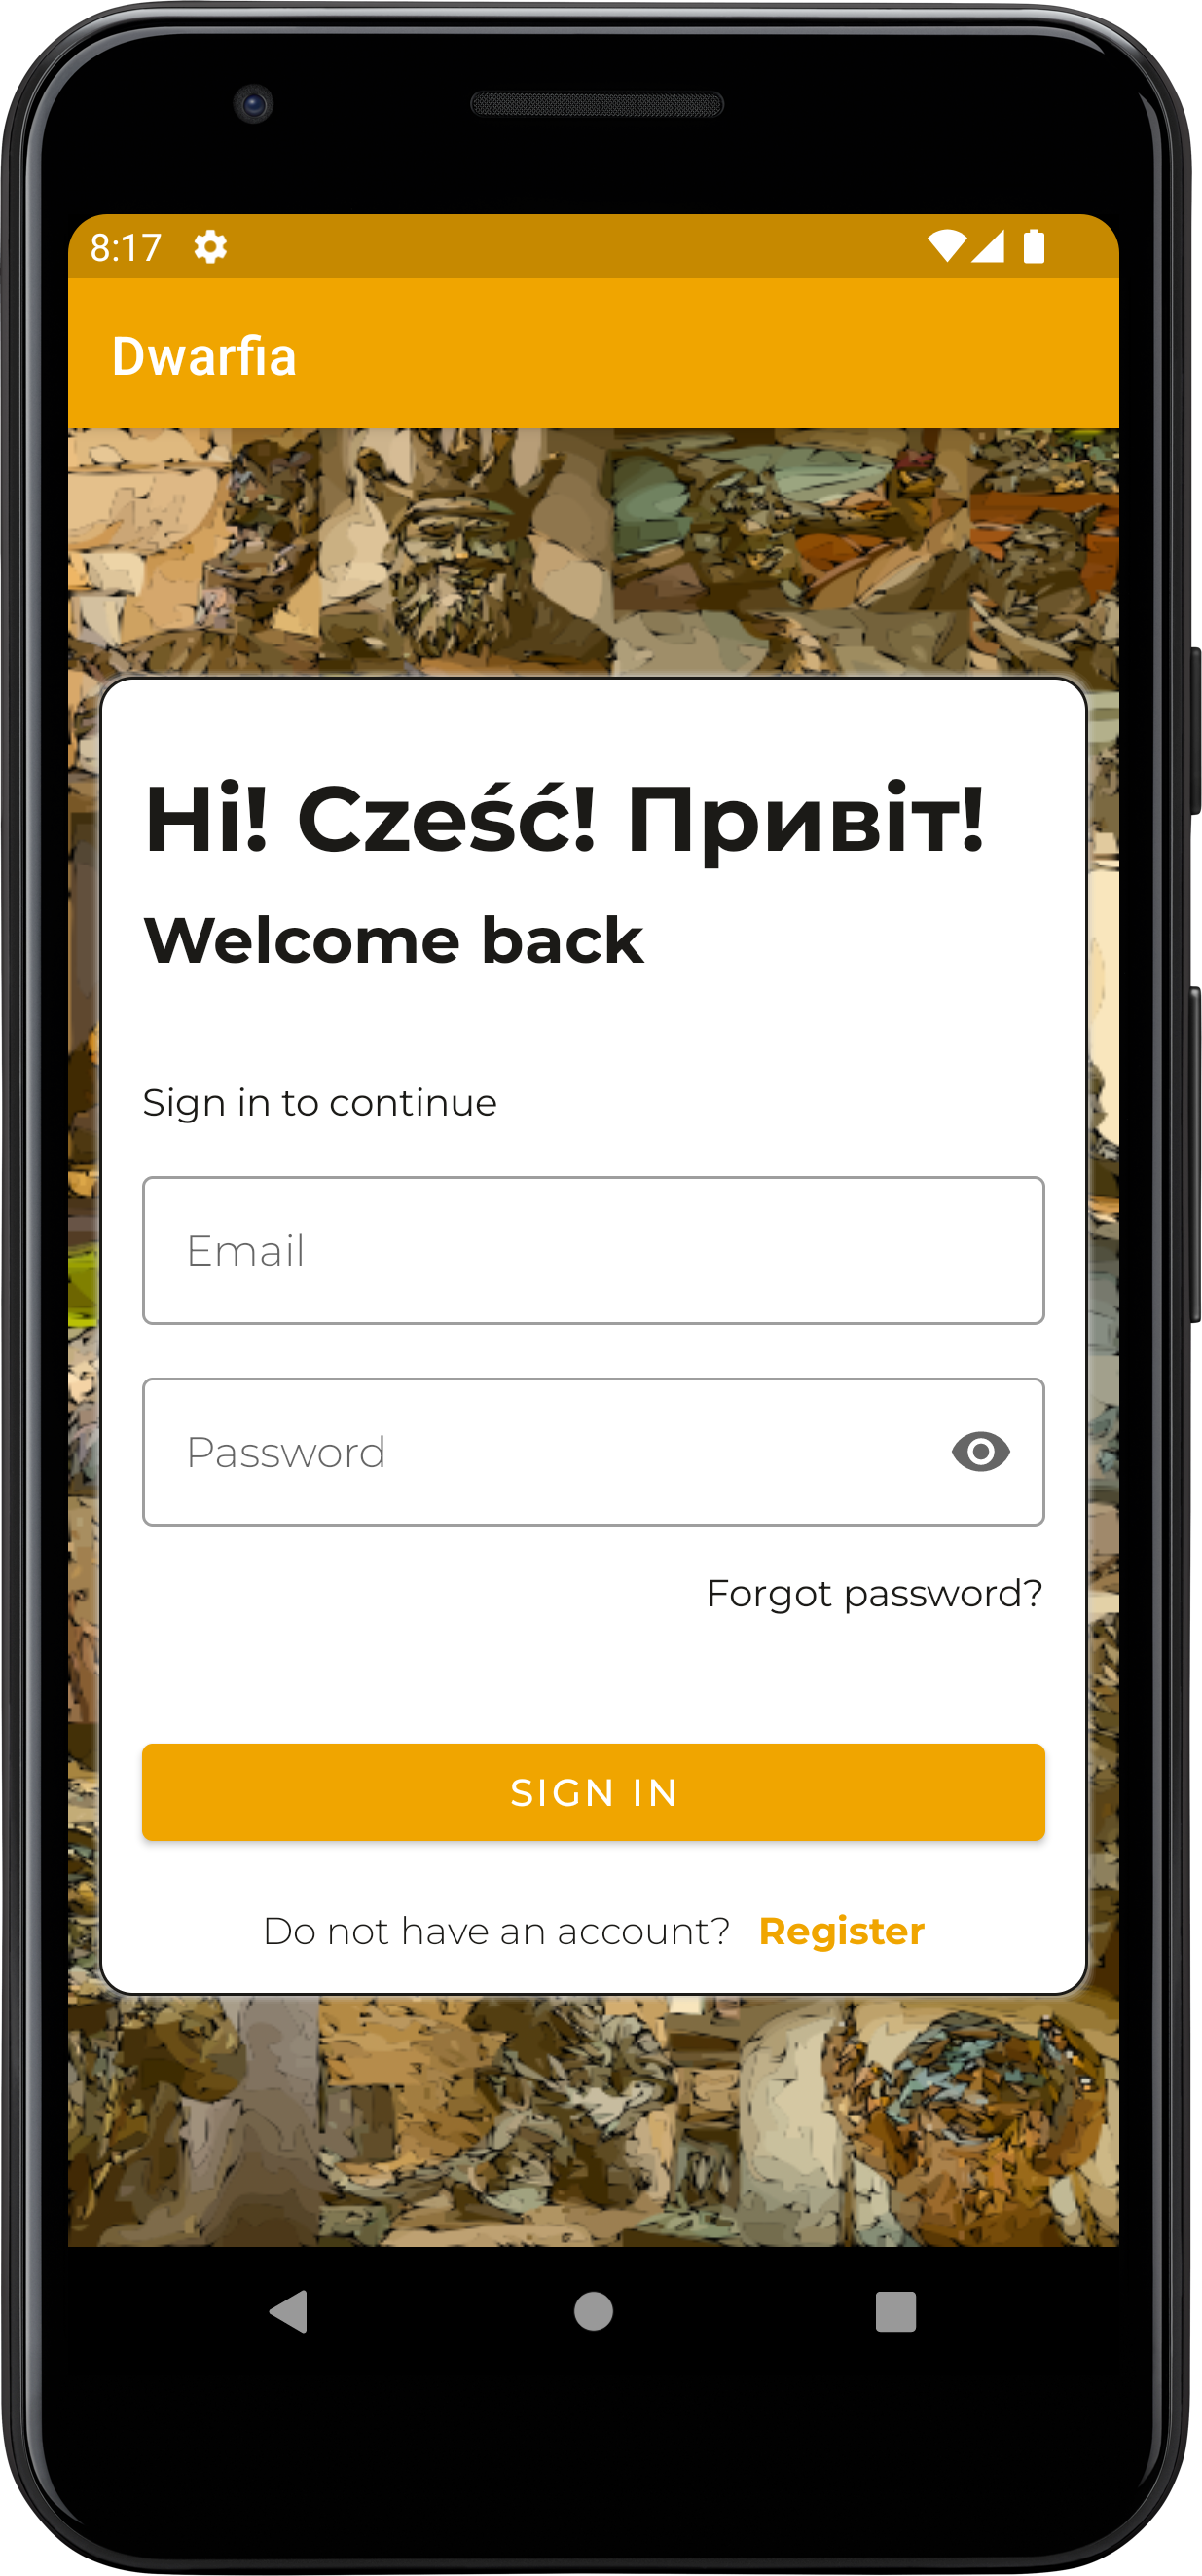 8:17
Dwarfia
Hi! Cześć! Привіт!
Welcome back
Sign in to continue
Email
Password
Forgot password?
SIGN IN
Do not have an account? Register